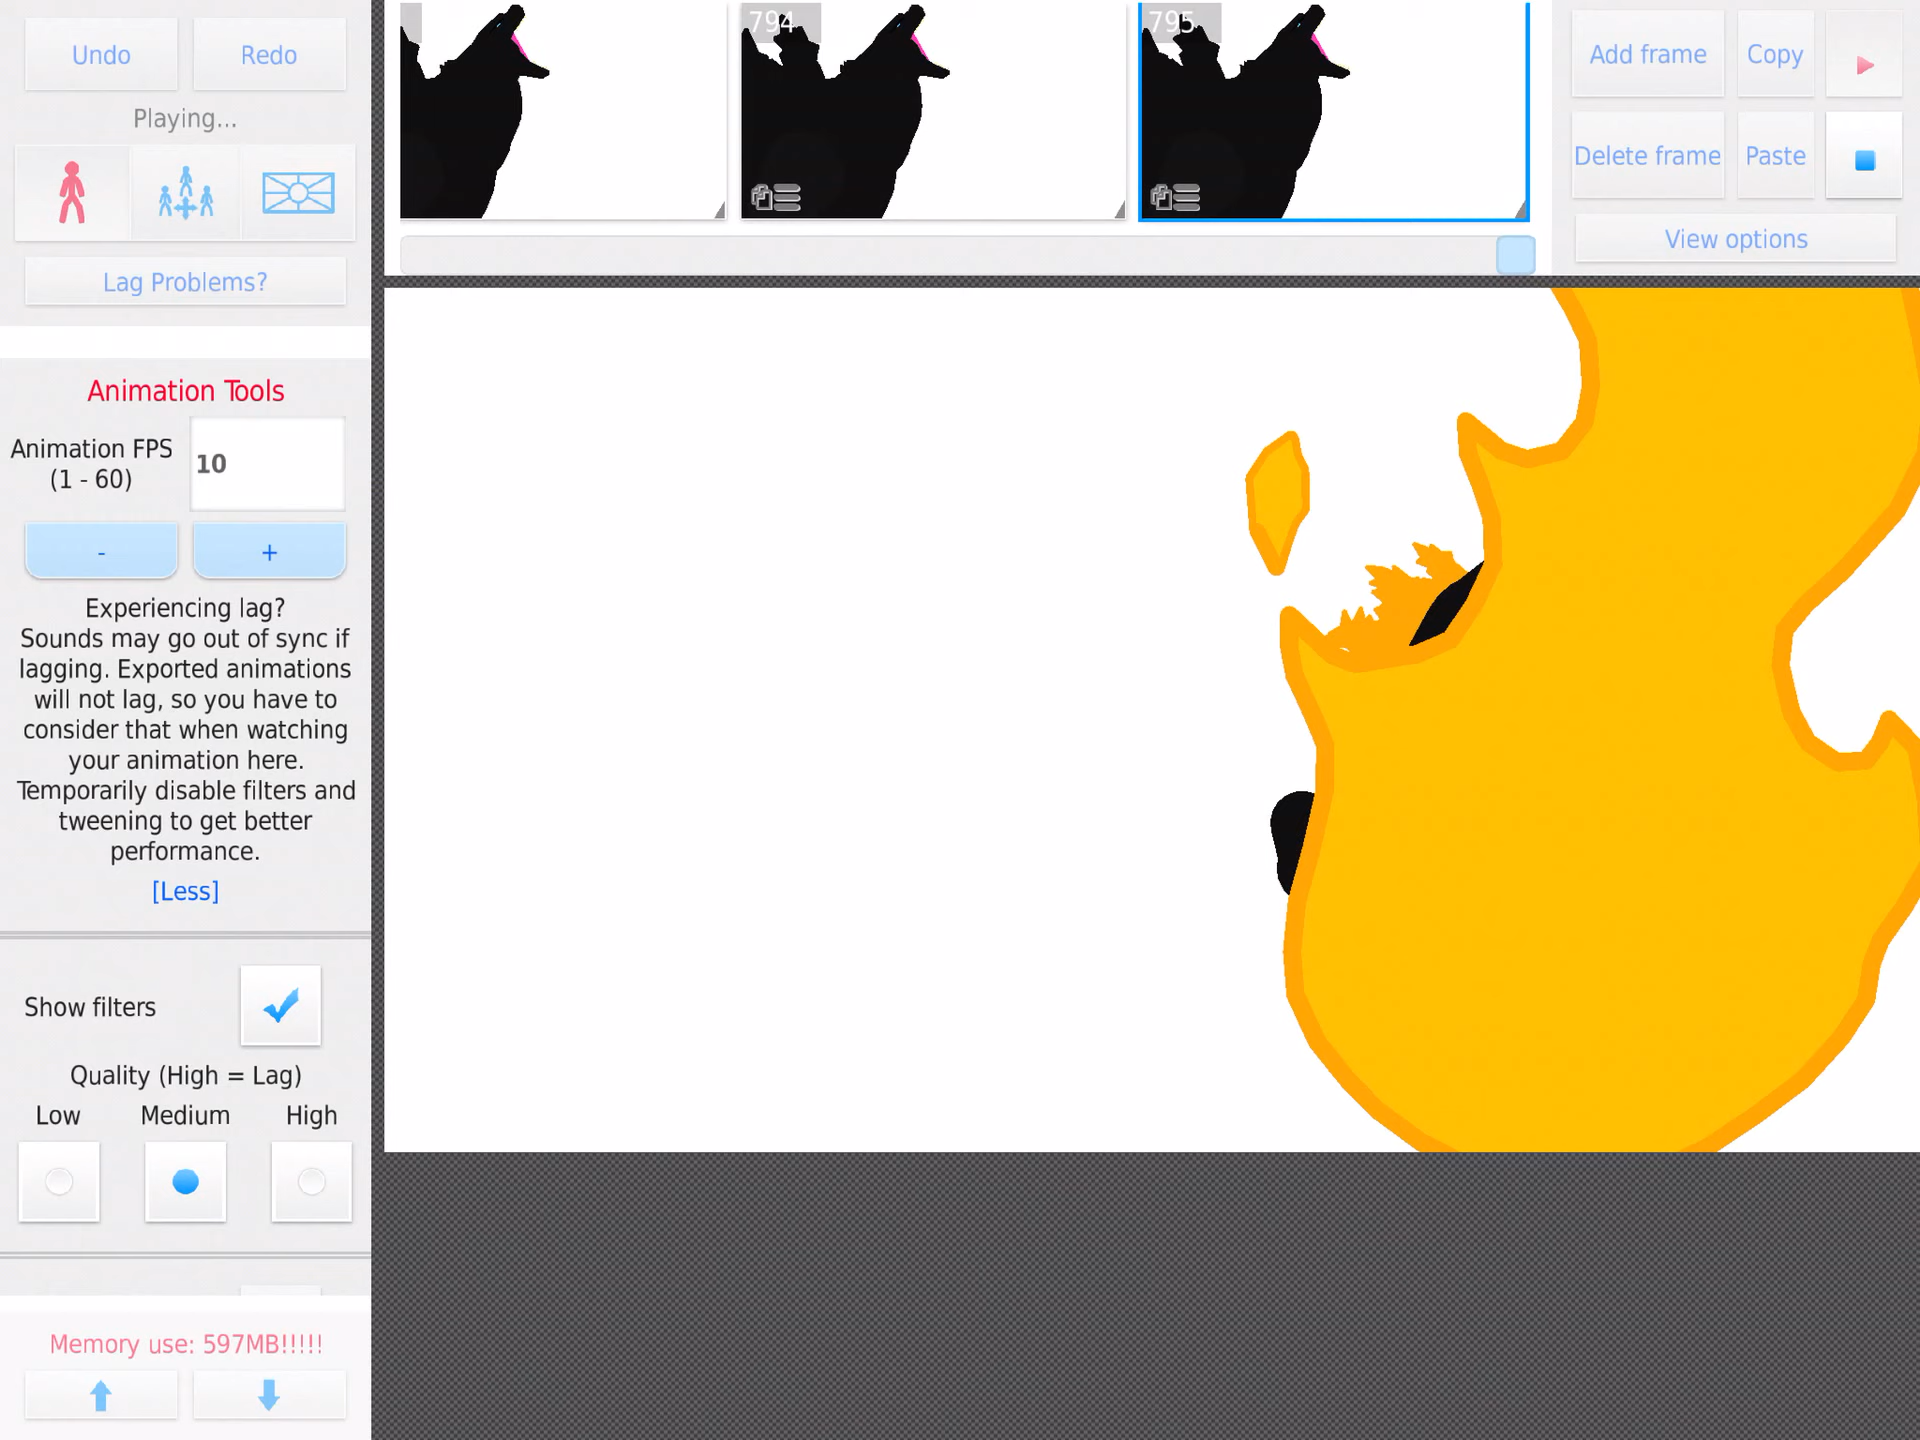 Undo
Redo
Playing...
Lag Problems?
794
795
Add frame
Copy
Delete frame
Paste
View options
Animation Tools
Animation FPS
(1 - 60)
10
-
+
Experiencing lag?
Sounds may go out of sync if
lagging. Exported animations
will not lag, so you have to
consider that when watching
your animation here.
Temporarily disable filters and
tweening to get better
performance.
[Less]
Show filters
Quality (High = Lag)
Low
Medium
High
Memory use: 597MB!!!!!